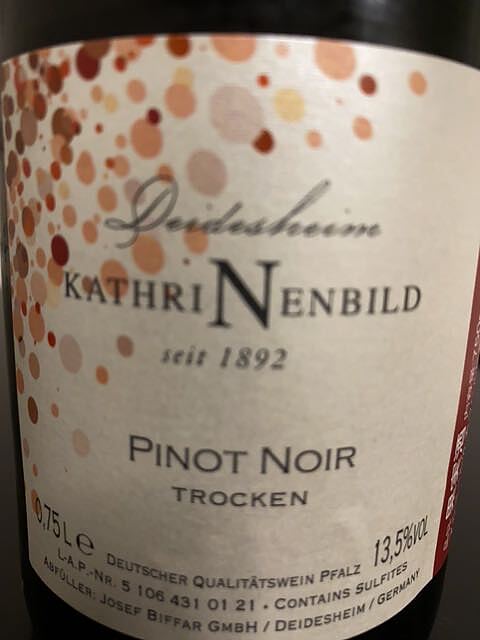 Deidesheim
KATHRINENBILD
seit 1892
PINOT NOIR
TROCKEN
0,75L e
13,5%VOL
DEUTSCHER QUALITÄTSWEIN PFALZ
L-A.P.-NR. 5 106 431 01 21 • CONTAINS SULFITES
ABFÜLLER: JOSEF BIFFAR GMBH / DEIDESHEIM / GERMANY